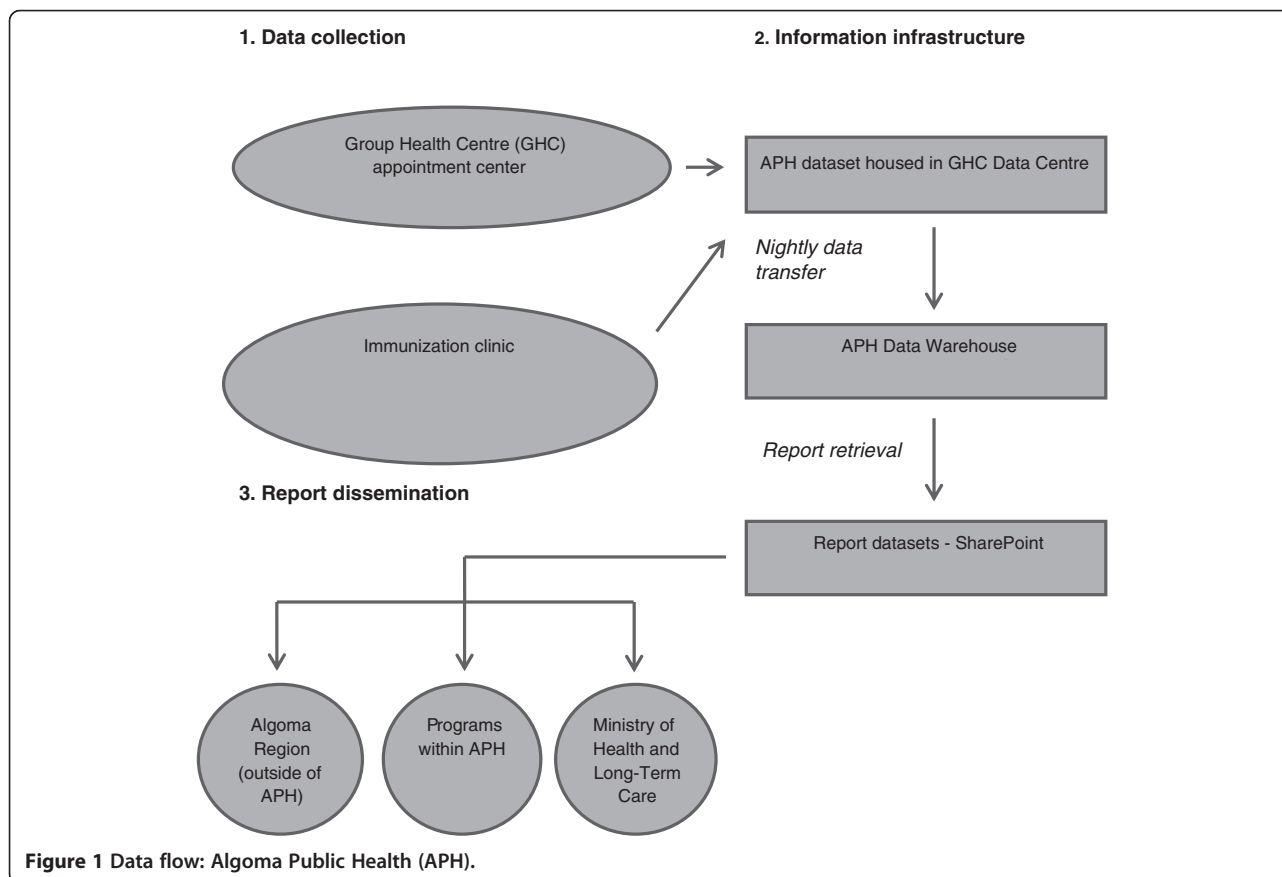 1. Data collection
2. Information infrastructure
Group Health Centre (GHC)
appointment center
APH dataset housed in GHC Data Centre
Nightly data
transfer
Immunization clinic
APH Data Warehouse
Report retrieval
3. Report dissemination
Report datasets - SharePoint
Algoma
Region
(outside of
APH)
Programs
within APH
Ministry of
Health and
Long-Term
Care
Figure 1 Data flow: Algoma Public Health (APH).